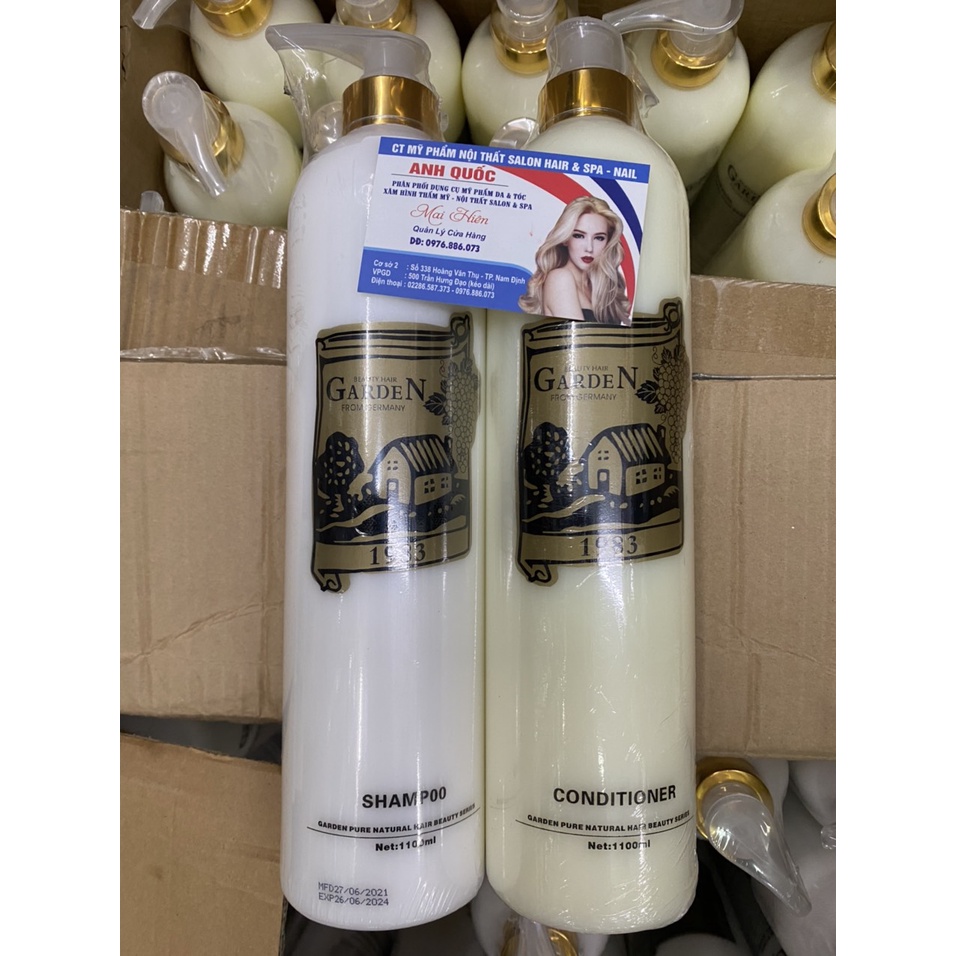 CT MỸ PHẨM NỘI THẤT SALON HAIR & SPA - NAIL
ANH QUỐC
PHÂN PHỐI DỤNG CỤ MỸ PHẨM DA & TÓC
XĂM HÌNH THẨM MỸ - NỘI THẤT SALON & SPA
Mai Hiên
Quản Lý Cửa Hàng
DĐ: 0976.886.073
Cơ sở 2 : Số 338 Hoàng Văn Thụ - TP. Nam Định
VPGD : 500 Trần Hưng Đạo (kéo dài)
Điện thoại : 02286.587.373 - 0976.886.073
BEAUTY HAIR
GARDEN
FROM GERMANY
1983
SHAMPOO
GARDEN PURE NATURAL HAIR BEAUTY SERIES
Net:1100ml
MFD27/06/2021
EXP26/06/2024
BEAUTY HAIR
GARDEN
FROM GERMANY
1983
CONDITIONER
GARDEN PURE NATURAL HAIR BEAUTY SERIES
Net:1100ml